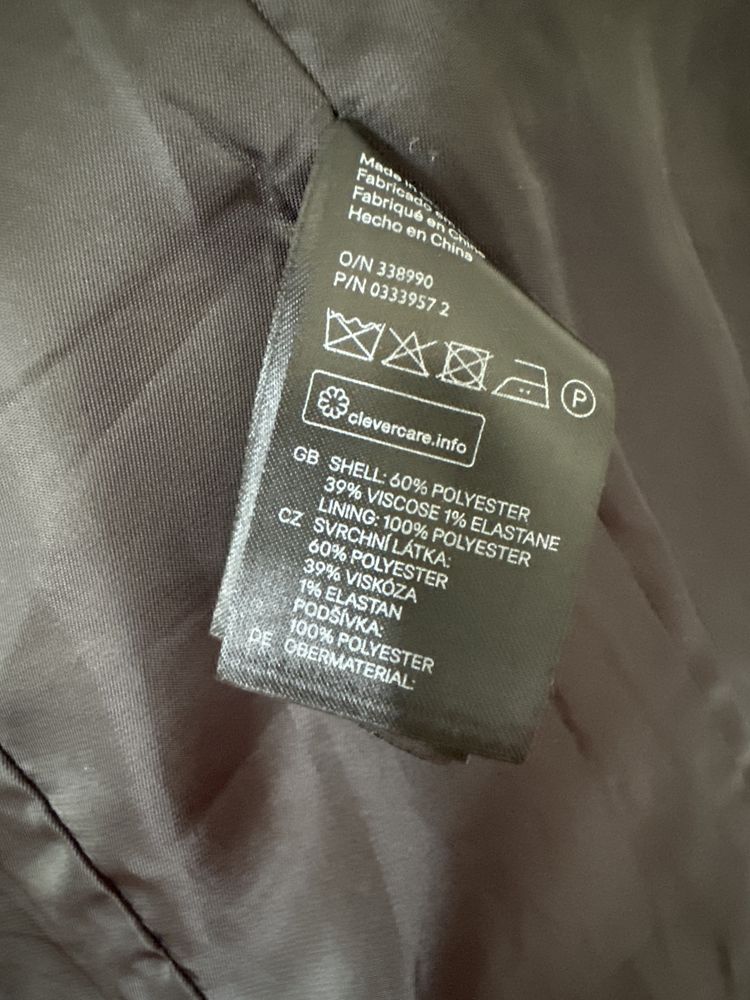 Made in
Fabricado en
Fabriqué en Chine
Hecho en China
O/N 338990
P/N 0333957 2
P
clevercare.info
GB SHELL: 60% POLYESTER
39% VISCOSE 1% ELASTANE
LINING: 100% POLYESTER
CZ SVRCHNÍ LÁTKA:
60% POLYESTER
39% VISKÓZA
1% ELASTAN
PODŠÍVKA:
100% POLYESTER
DE OBERMATERIAL: